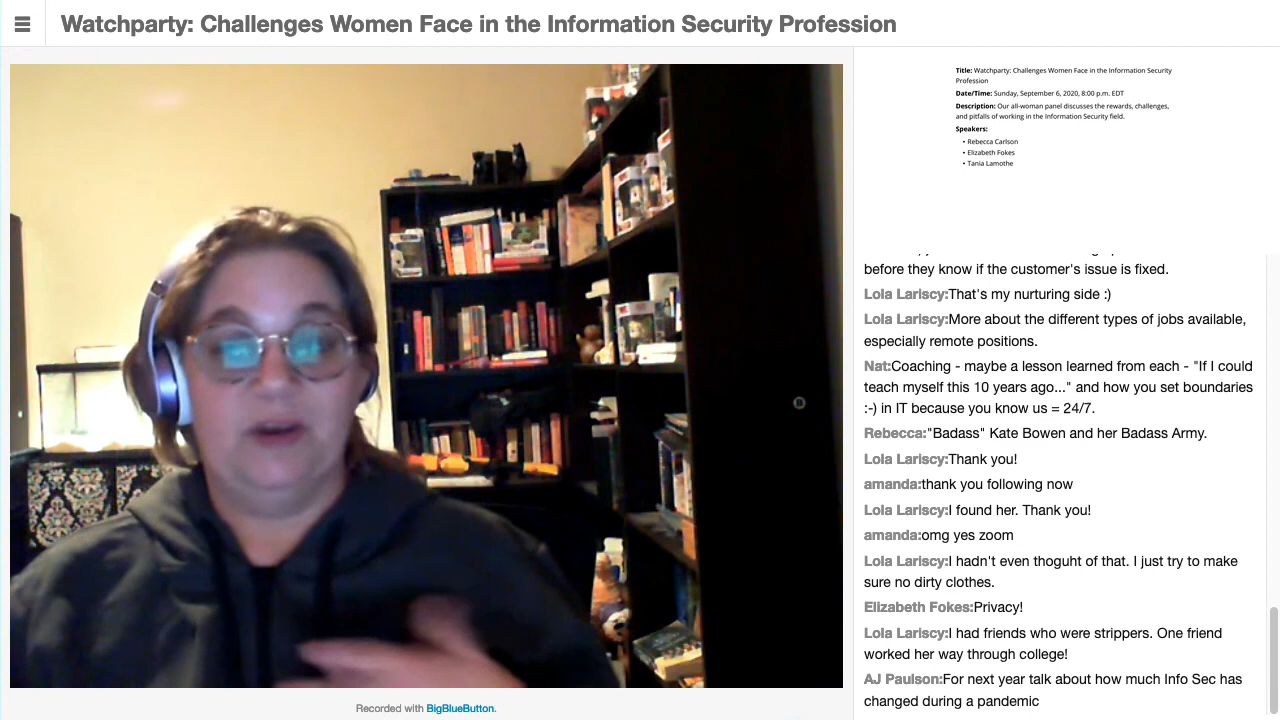 Watchparty: Challenges Women Face in the Information Security Profession
Title: Watchparty: Challenges Women Face in the Information Security
Profession
Date/Time: Sunday, September 6, 2020, 8:00 p.m. EDT
Description: Our all-woman panel discusses the rewards, challenges,
and pitfalls of working in the Information Security field.
Speakers:
• Rebecca Carlson
• Elizabeth Fokes
• Tania Lamothe
before they know if the customer's issue is fixed.
Lola Lariscy:That's my nurturing side :)
Lola Lariscy:More about the different types of jobs available,
especially remote positions.
Nat:Coaching - maybe a lesson learned from each - "If I could
teach myself this 10 years ago..." and how you set boundaries
:-) in IT because you know us = 24/7.
Rebecca:"Badass" Kate Bowen and her Badass Army.
Lola Lariscy:Thank you!
amanda:thank you following now
Lola Lariscy:I found her. Thank you!
amanda:omg yes zoom
Lola Lariscy:I hadn't even thoguht of that. I just try to make
sure no dirty clothes.
Elizabeth Fokes:Privacy!
Lola Lariscy:I had friends who were strippers. One friend
worked her way through college!
AJ Paulson:For next year talk about how much Info Sec has
changed during a pandemic
Recorded with BigBlueButton.